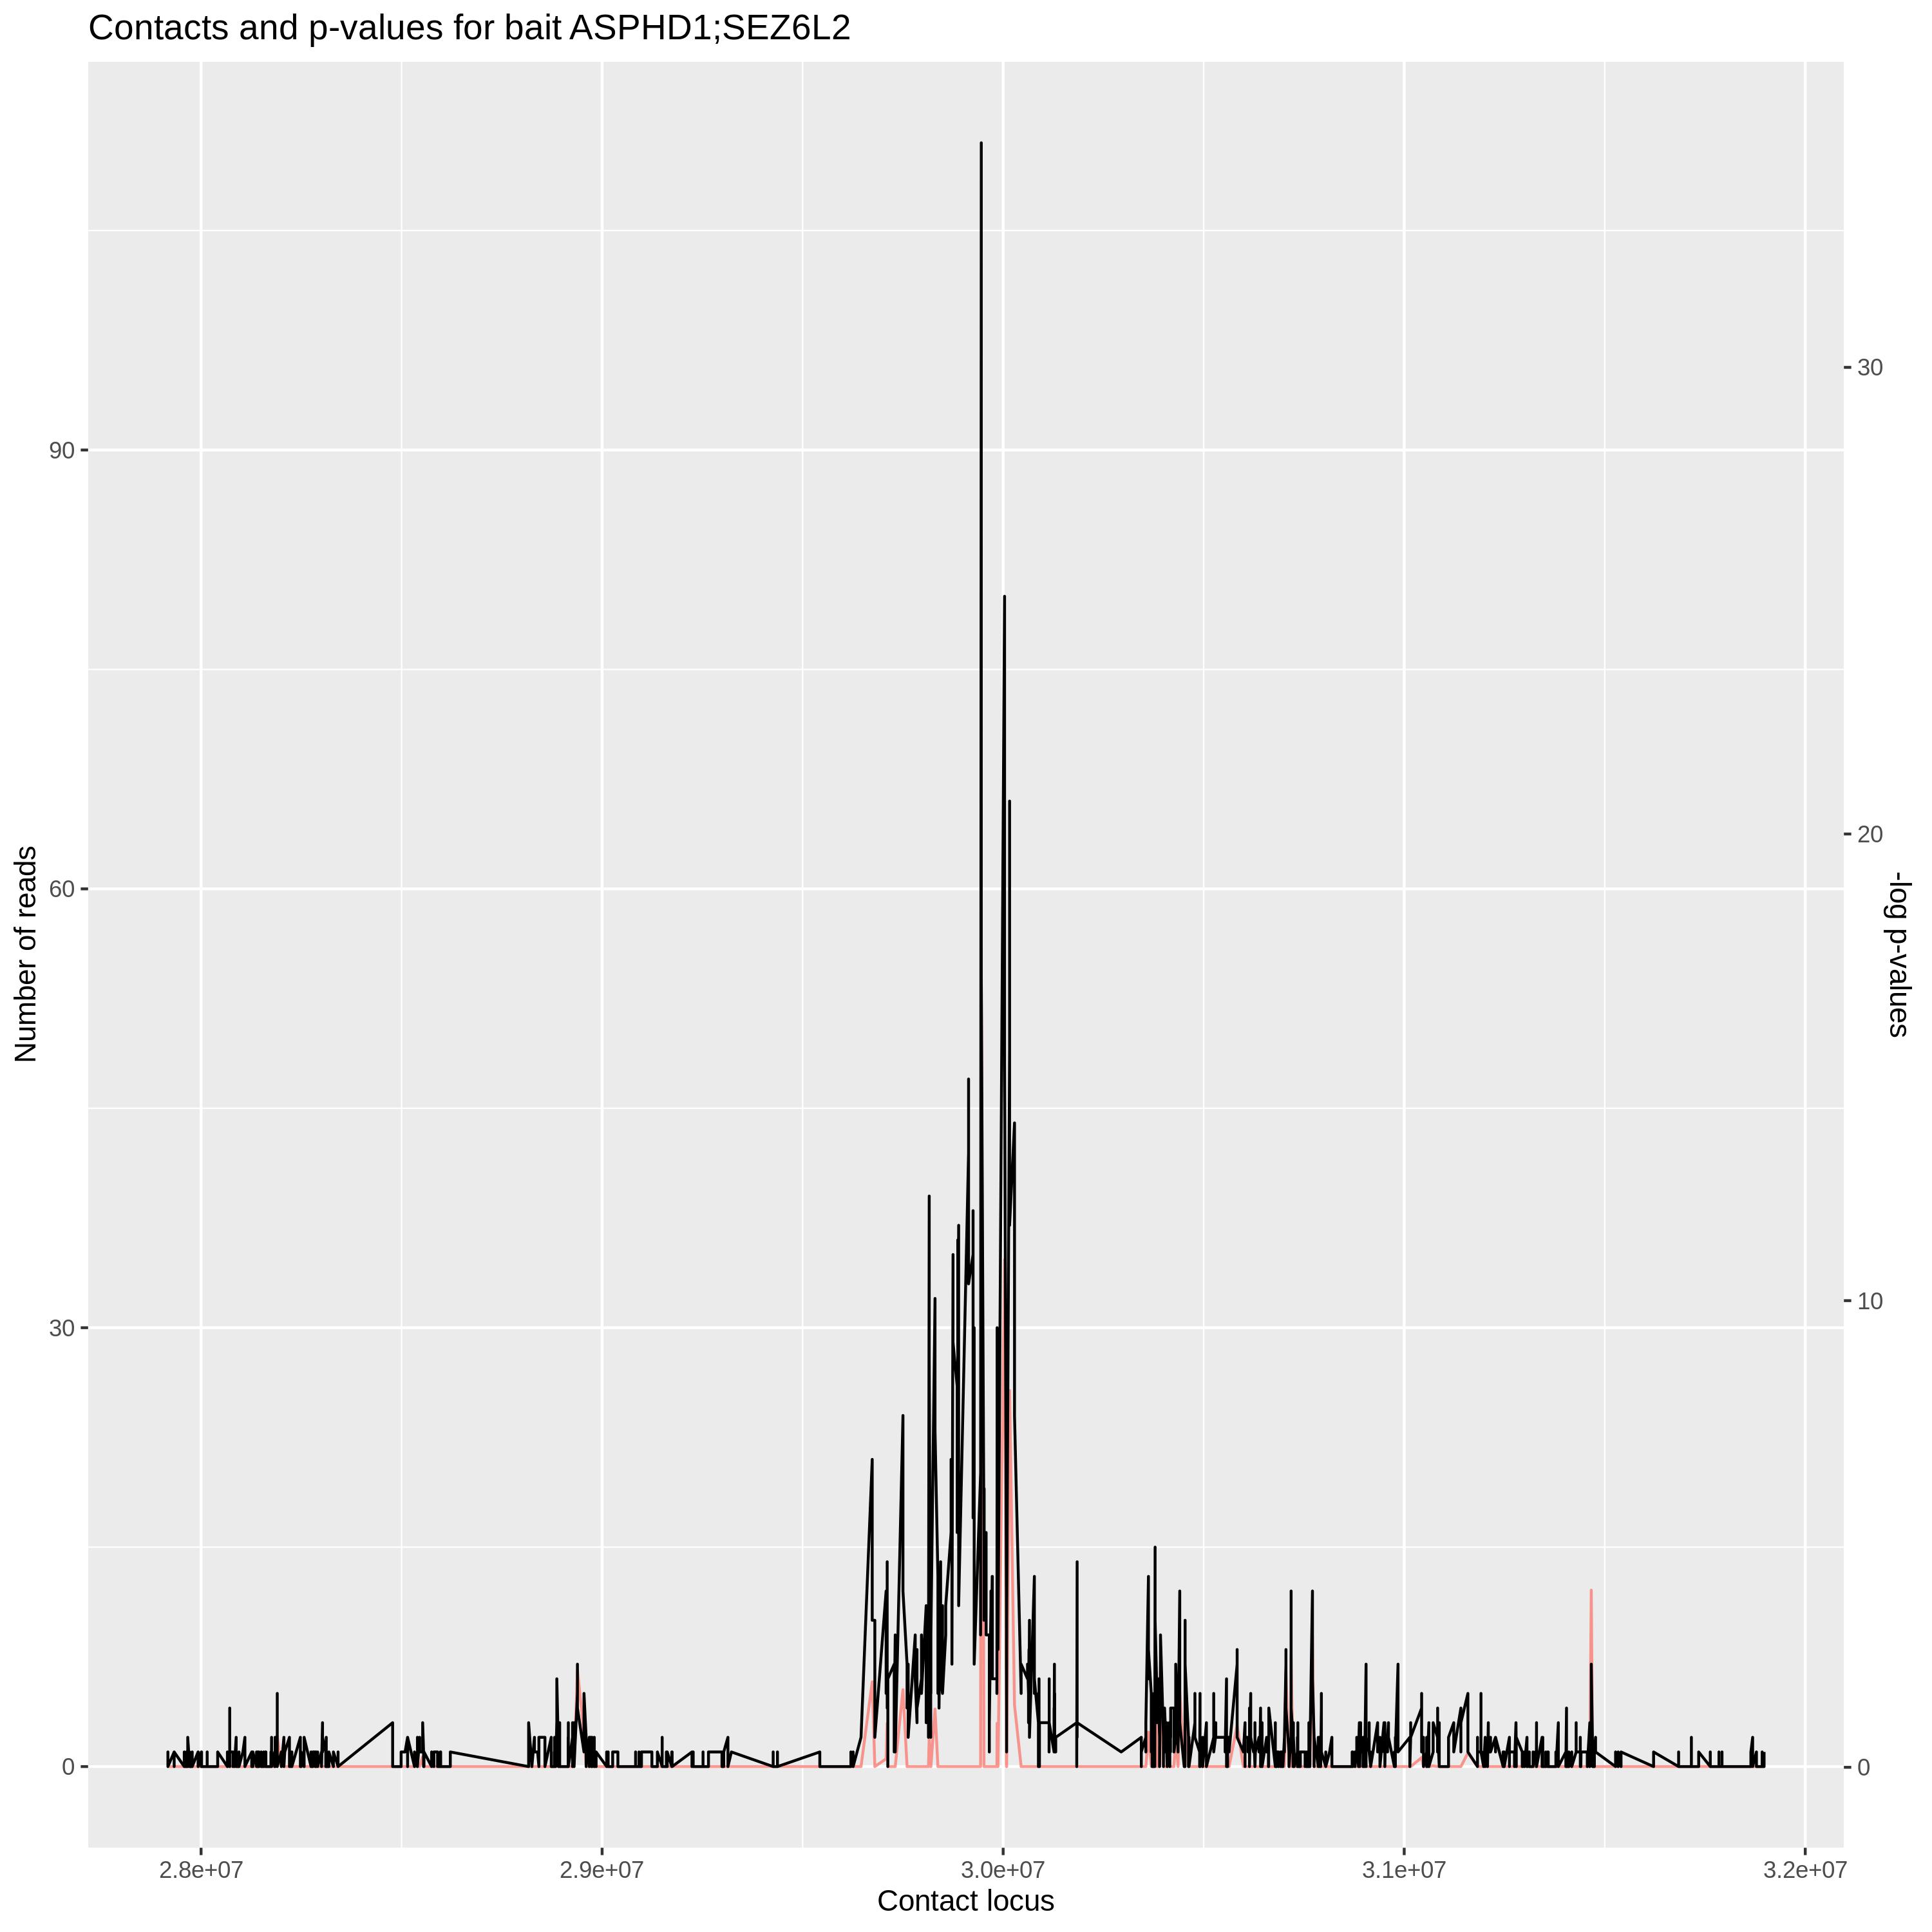 Contacts and p-values for bait ASPHD1;SEZ6L2
Number of reads
90
60
30
0
30
20
10
0
-log p-values
2.8e+07
2.9e+07
3.0e+07
3.1e+07
3.2e+07
Contact locus